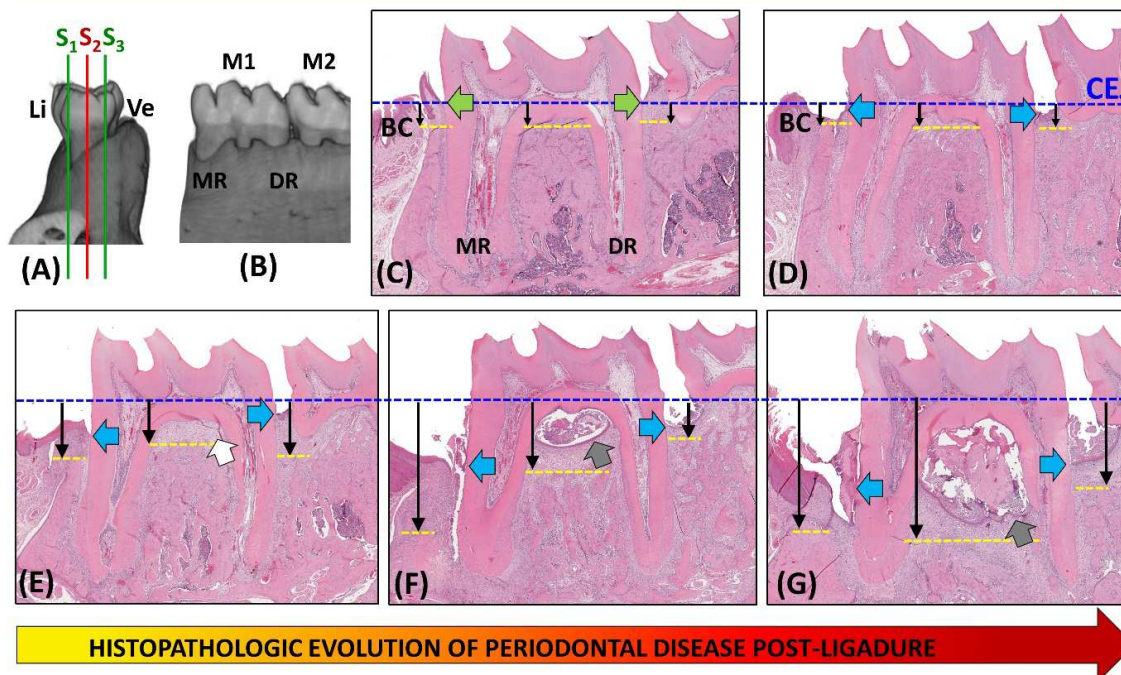 S1 S2 S3
Li
Ve
(A)
M1
M2
MR
DR
(B)
BC
MR
DR
(C)
CEJ
BC
(D)
(E)
(F)
(G)
HISTOPATHOLOGIC EVOLUTION OF PERIODONTAL DISEASE POST-LIGADURE